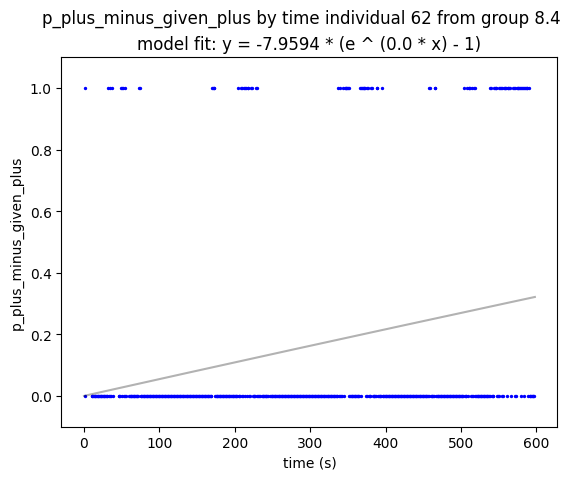 p_plus_minus_given_plus by time individual 62 from group 8.4
model fit: y = -7.9594 * (e ^ (0.0 * x) - 1)
1.0
0.8
0.6
0.4
0.2
0.0
p_plus_minus_given_plus
0 100 200 300 400 500 600
time (s)